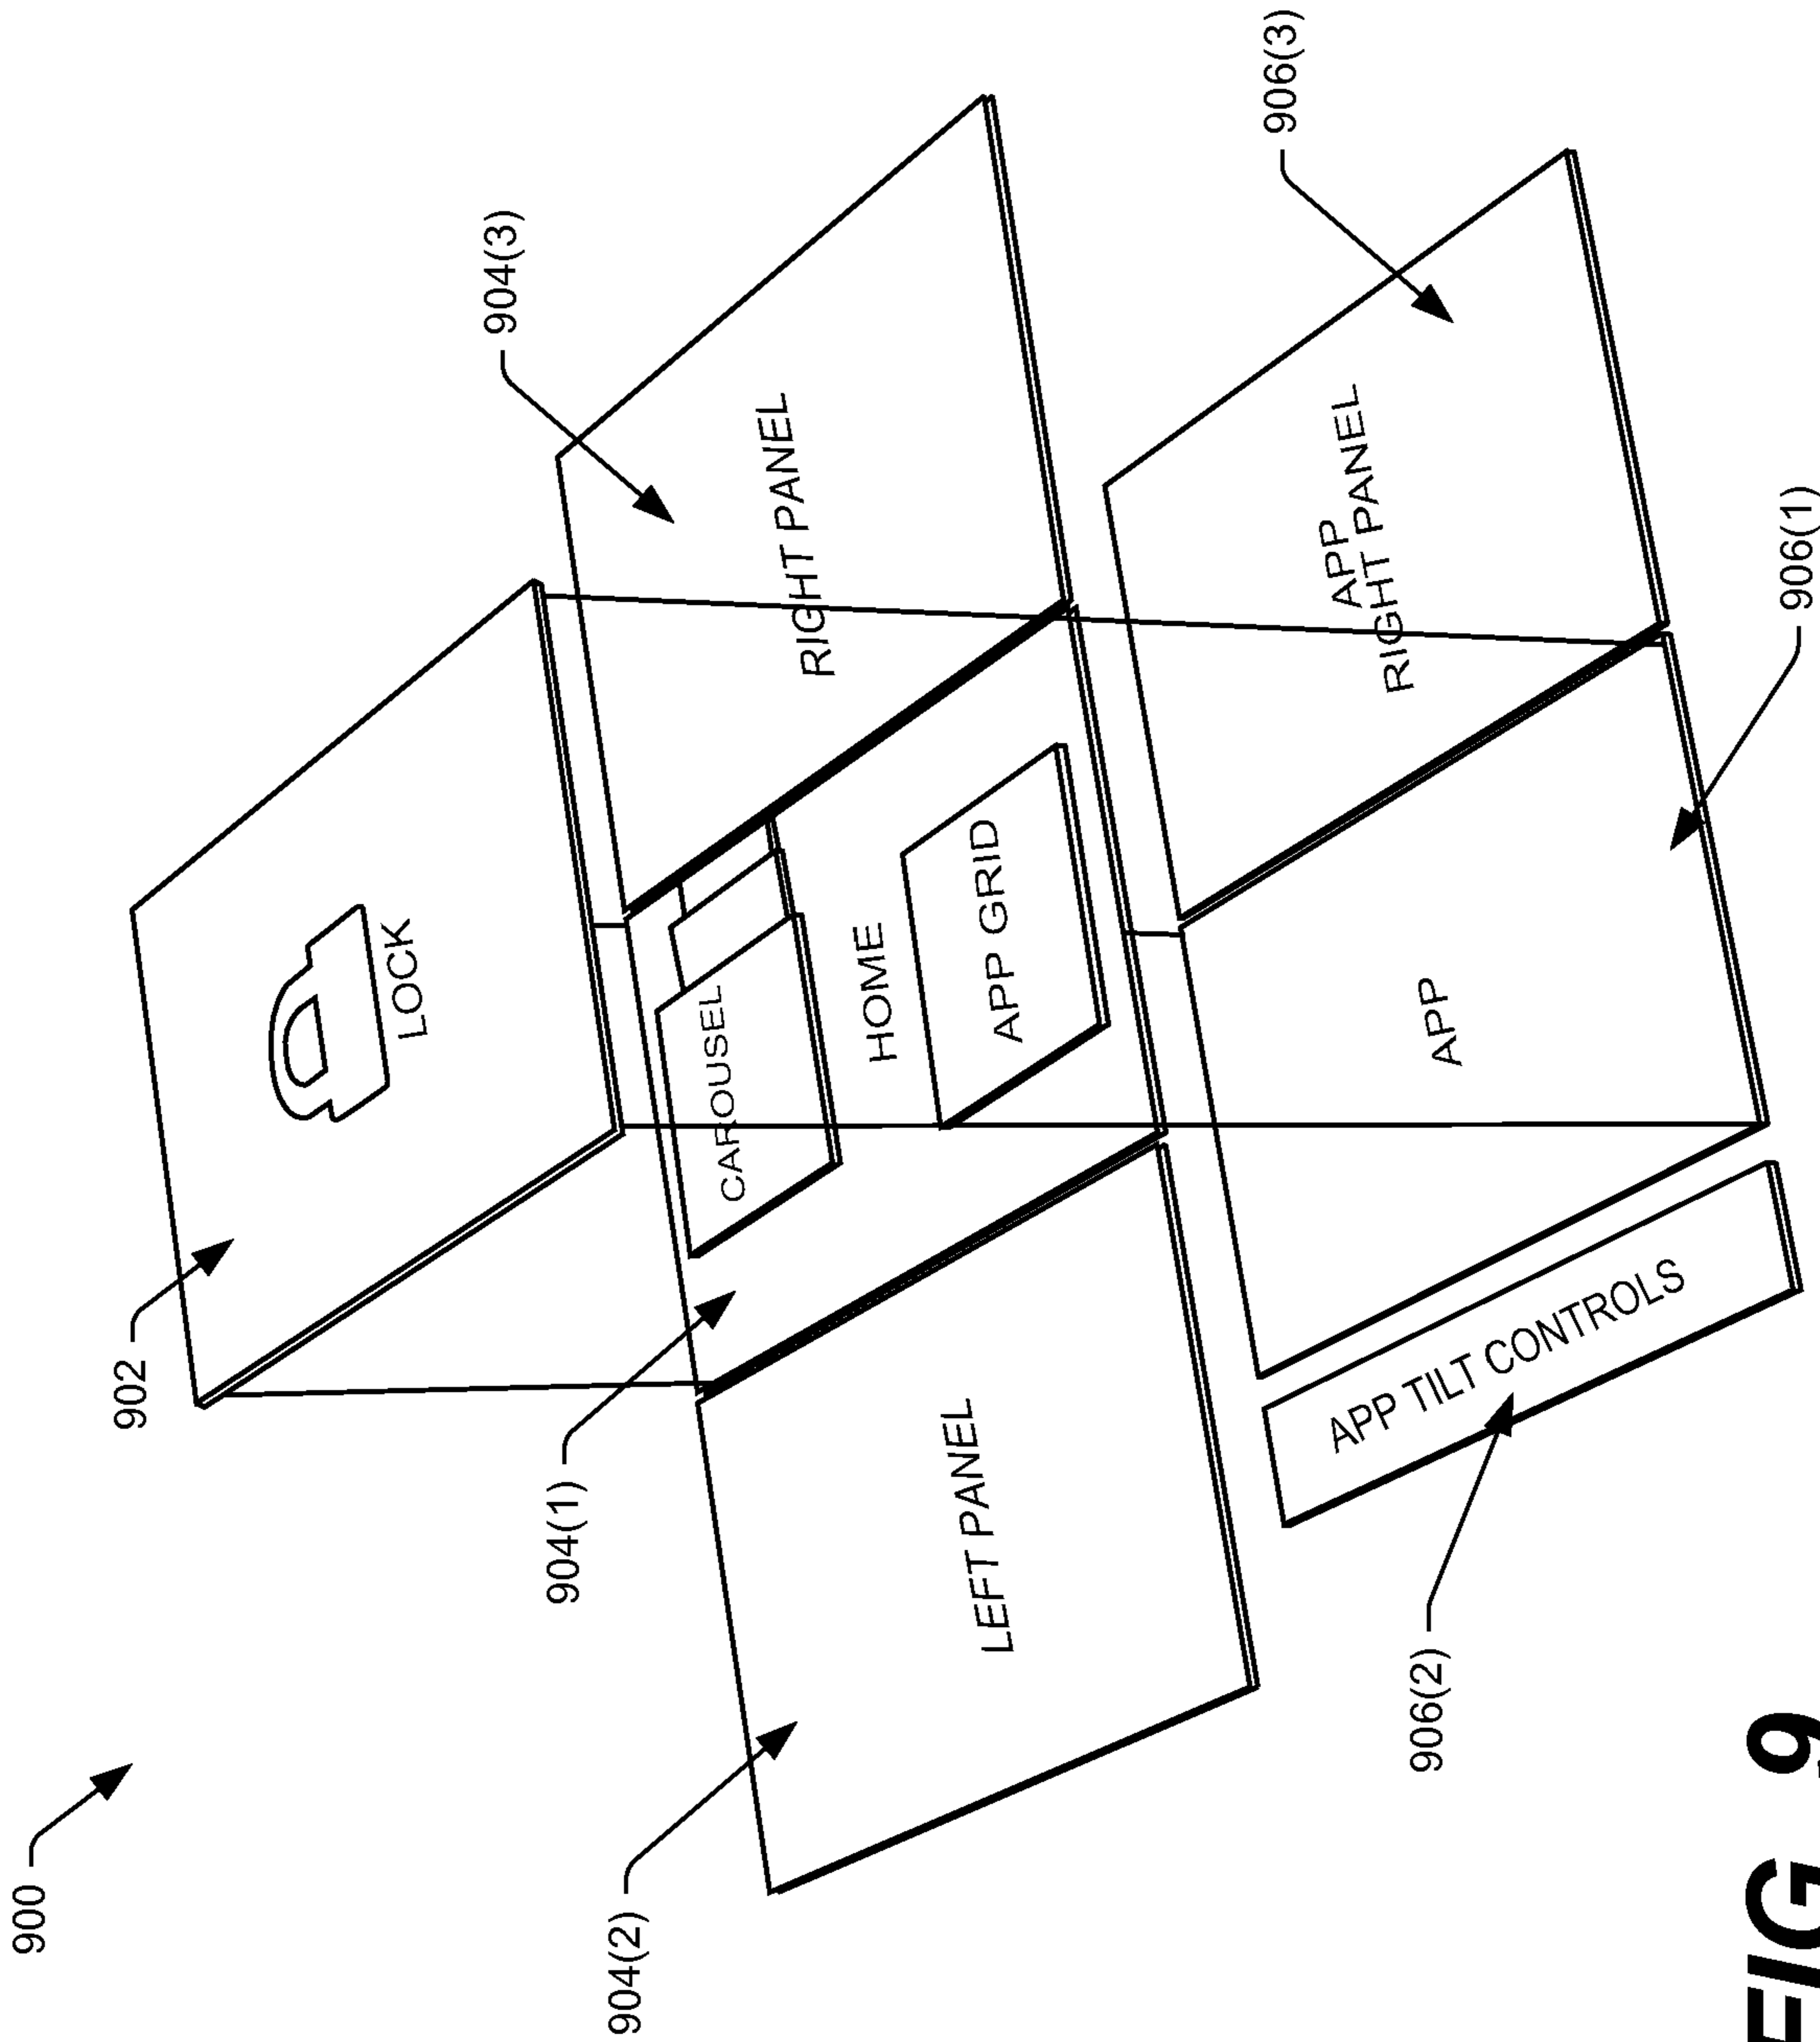 900
902
LOCK
904(1)
904(2)
904(3)
CAROUSEL
HOME
APP GRID
LEFT PANEL
RIGHT PANEL
906(1)
906(2)
906(3)
APP
APP TILT CONTROLS
APP
RIGHT PANEL
FIG 9